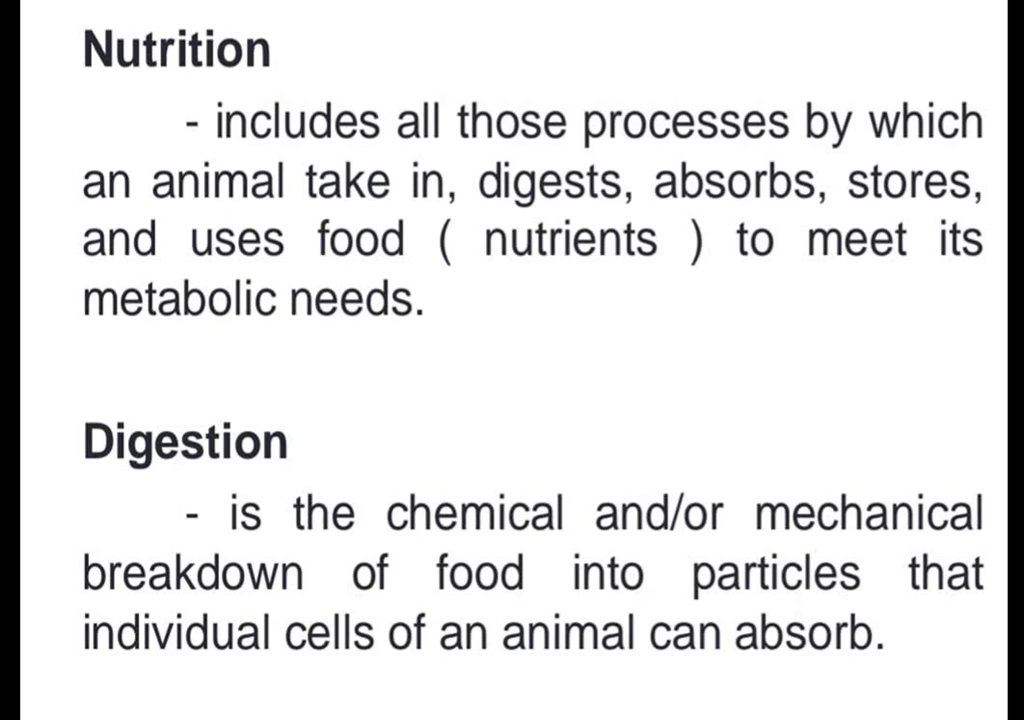 Nutrition
- includes all those processes by which
an animal take in, digests, absorbs, stores,
and uses food ( nutrients ) to meet its
metabolic needs.
Digestion
- is the chemical and/or mechanical
breakdown of food into particles that
individual cells of an animal can absorb.